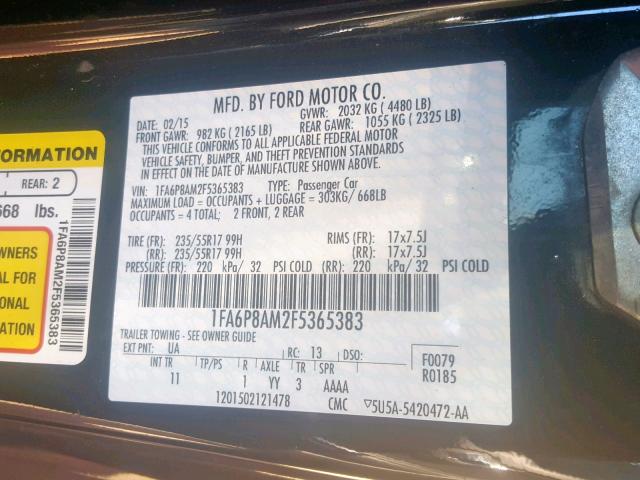 MFD. BY FORD MOTOR CO.
DATE: 02/15 GVWR: 2032 KG ( 4480 LB)
FRONT GAWR: 982 KG ( 2165 LB) REAR GAWR: 1055 KG ( 2325 LB)
THIS VEHICLE CONFORMS TO ALL APPLICABLE FEDERAL MOTOR
VEHICLE SAFETY, BUMPER, AND THEFT PREVENTION STANDARDS
IN EFFECT ON THE DATE OF MANUFACTURE SHOWN ABOVE.
VIN: 1FA6P8AM2F5365383 TYPE: Passenger Car
MAXIMUM LOAD = OCCUPANTS + LUGGAGE = 303KG/ 668LB
OCCUPANTS = 4 TOTAL; 2 FRONT, 2 REAR
TIRE (FR): 235/55R17 99H RIMS (FR): 17x7.5J
(RR): 235/55R17 99H (RR): 17x7.5J
PRESSURE (FR): 220 kPa/ 32 PSI COLD (RR): 220 kPa/ 32 PSI COLD
1FA6P8AM2F5365383
TRAILER TOWING - SEE OWNER GUIDE
EXT PNT: UA RC: 13 DSO: F0079
INT TR TP/PS R AXLE TR SPR R0185
11 1 YY 3 AAAA
1201502121478 CMC ▽5U5A-5420472-AA
FORMATION
REAR: 2
668 lbs.
OWNERS
AL FOR
ONAL
ATION
1FA6P8AM2F5365383